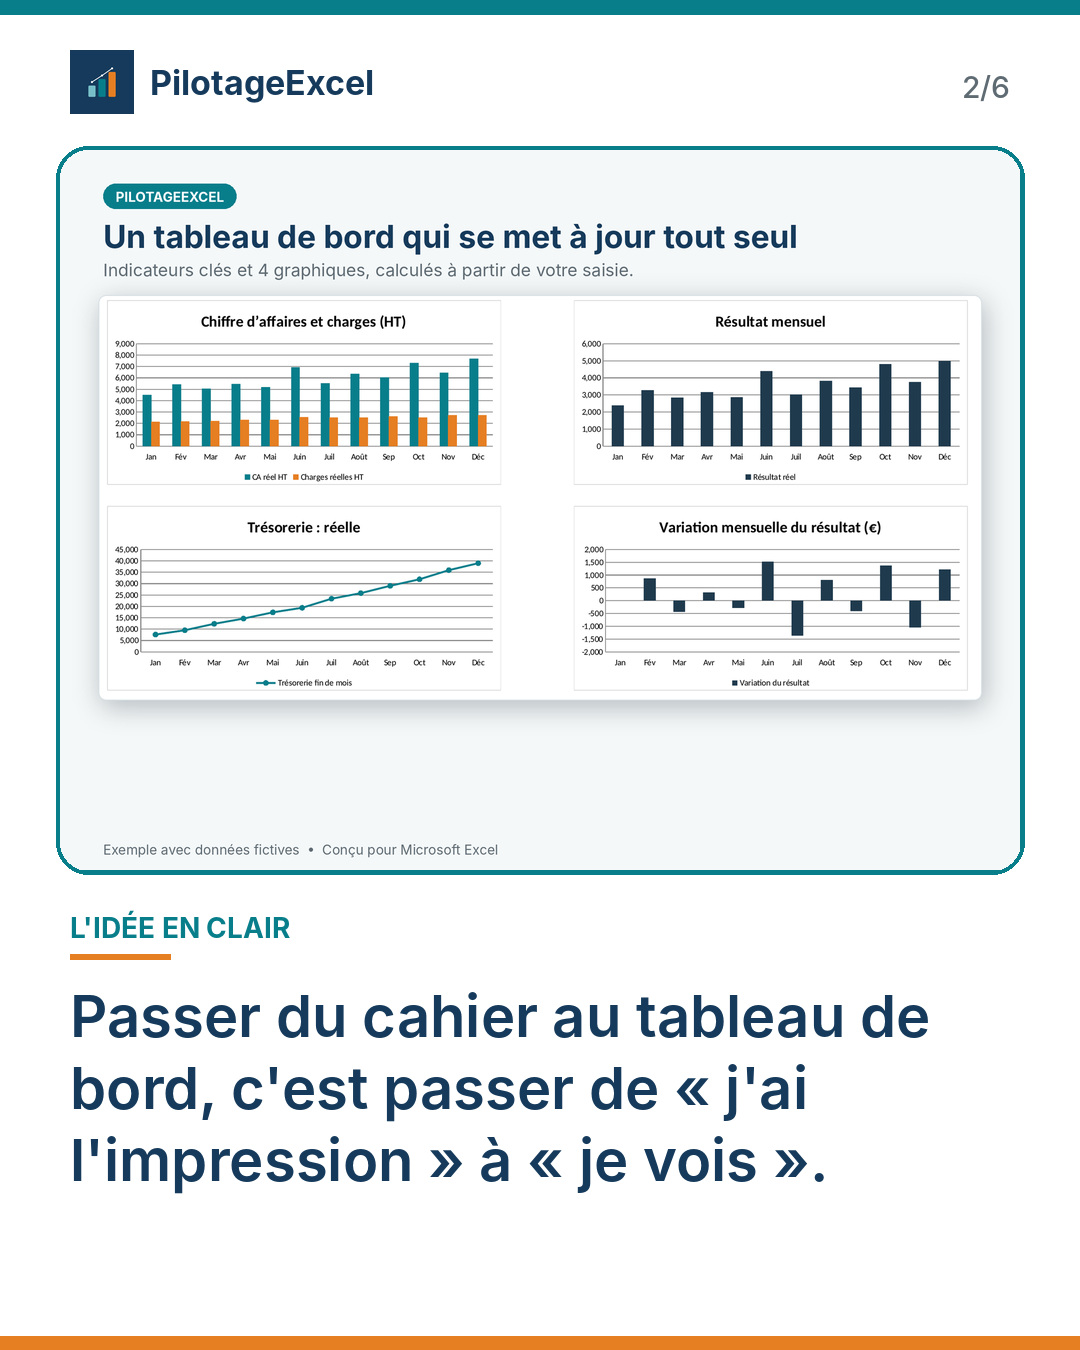 PilotageExcel
2/6
PILOTAGEEXCEL
Un tableau de bord qui se met à jour tout seul
Indicateurs clés et 4 graphiques, calculés à partir de votre saisie.
Chiffre d’affaires et charges (HT)
9,000
8,000
7,000
6,000
5,000
4,000
3,000
2,000
1,000
0
Jan Fév Mar Avr Mai Juin Juil Août Sep Oct Nov Déc
CA réel HT Charges réelles HT
Résultat mensuel
6,000
5,000
4,000
3,000
2,000
1,000
0
Jan Fév Mar Avr Mai Juin Juil Août Sep Oct Nov Déc
Résultat réel
Trésorerie : réelle
45,000
40,000
35,000
30,000
25,000
20,000
15,000
10,000
5,000
0
Jan Fév Mar Avr Mai Juin Juil Août Sep Oct Nov Déc
Trésorerie fin de mois
Variation mensuelle du résultat (€)
2,000
1,500
1,000
500
0
-500
-1,000
-1,500
-2,000
Jan Fév Mar Avr Mai Juin Juil Août Sep Oct Nov Déc
Variation du résultat
Exemple avec données fictives • Conçu pour Microsoft Excel
L'IDÉE EN CLAIR
Passer du cahier au tableau de
bord, c'est passer de « j'ai
l'impression » à « je vois ».